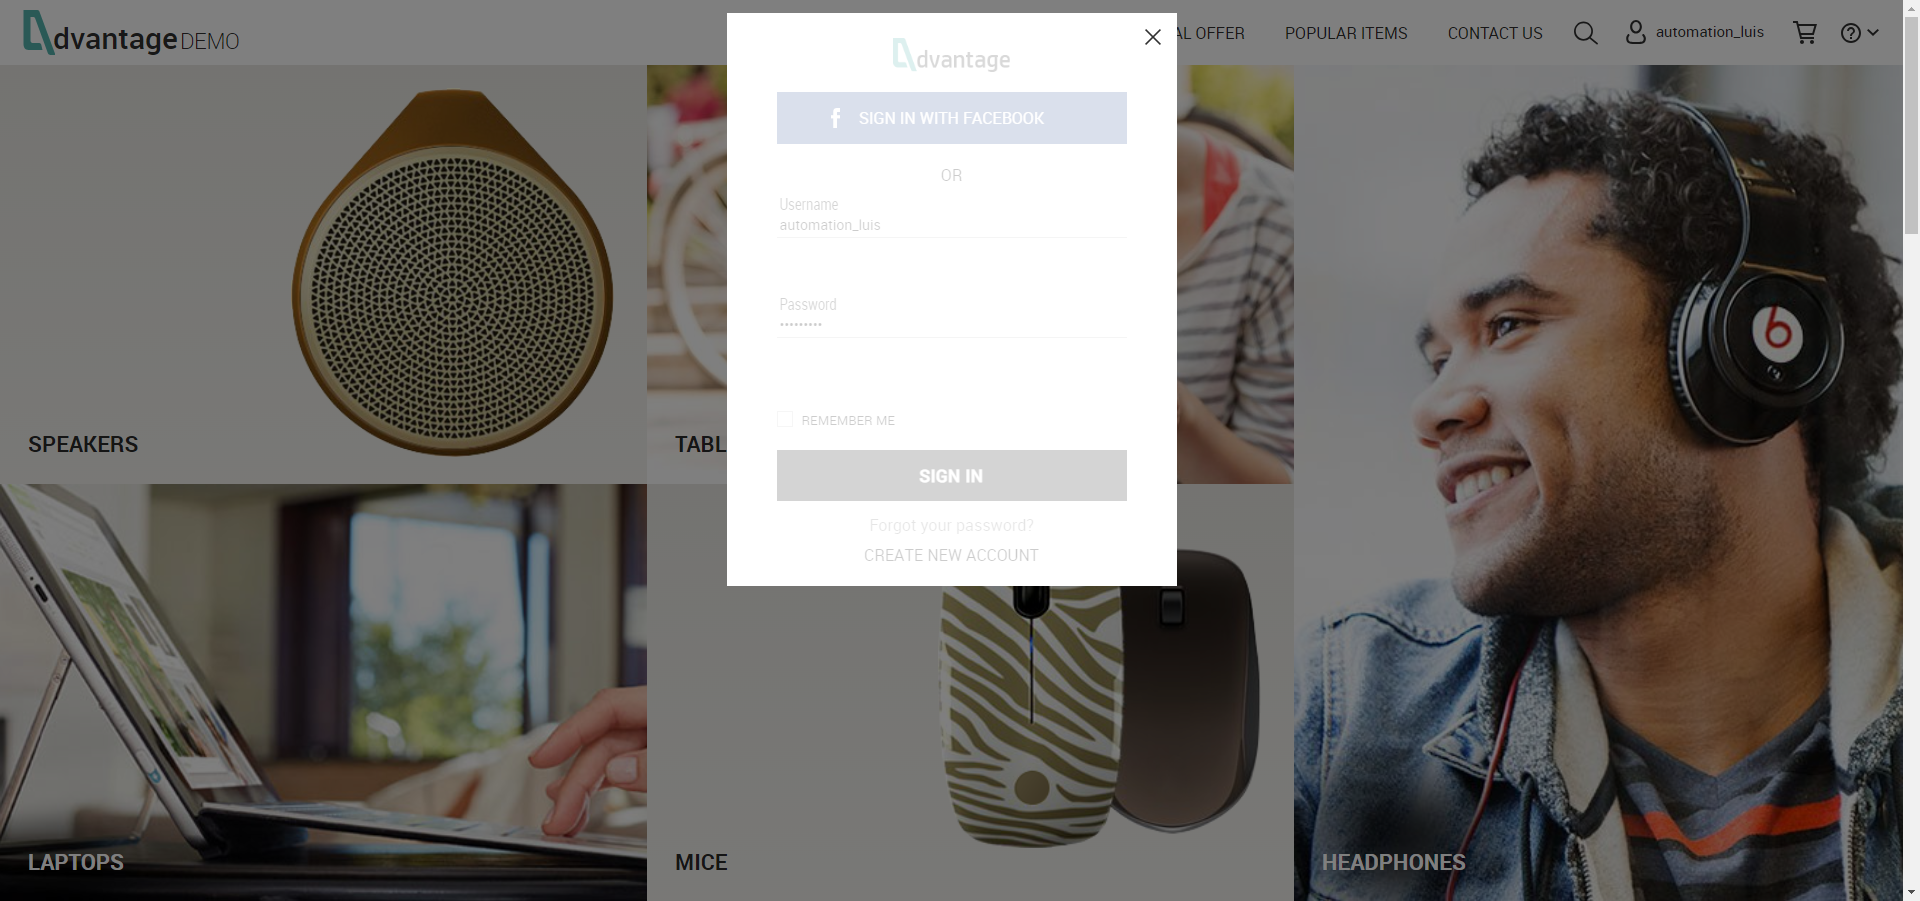 dvantage DEMO
AL OFFER
POPULAR ITEMS
CONTACT US
automation_luis
dvantage
f SIGN IN WITH FACEBOOK
OR
Username
automation_luis
Password
•••••••••
REMEMBER ME
SIGN IN
Forgot your password?
CREATE NEW ACCOUNT
SPEAKERS
TABL
LAPTOPS
MICE
HEADPHONES
b